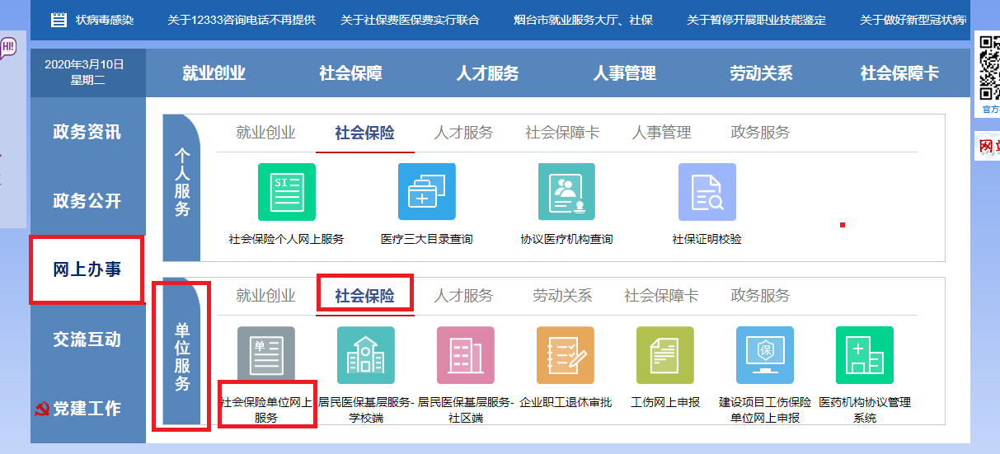 状病毒感染 关于12333咨询电话不再提供 关于社保费医保费实行联合 烟台市就业服务大厅、社保 关于暂停开展职业技能鉴定 关于做好新型冠状病毒
HI!
2020年3月10日
星期二
就业创业 社会保障 人才服务 人事管理 劳动关系 社会保障卡
官方
网站
政务资讯
政务公开
网上办事
交流互动
党建工作
个人服务
就业创业 社会保险 人才服务 社会保障卡 人事管理 政务服务
SI
社会保险个人网上服务 医疗三大目录查询 协议医疗机构查询 社保证明校验
单位服务
就业创业 社会保险 人才服务 劳动关系 社会保障卡 政务服务
单 保
社会保险单位网上 居民医保基层服务- 居民医保基层服务- 企业职工退休审批 工伤网上申报 建设项目工伤保险 医药机构协议管理
服务 学校端 社区端 单位网上申报 系统